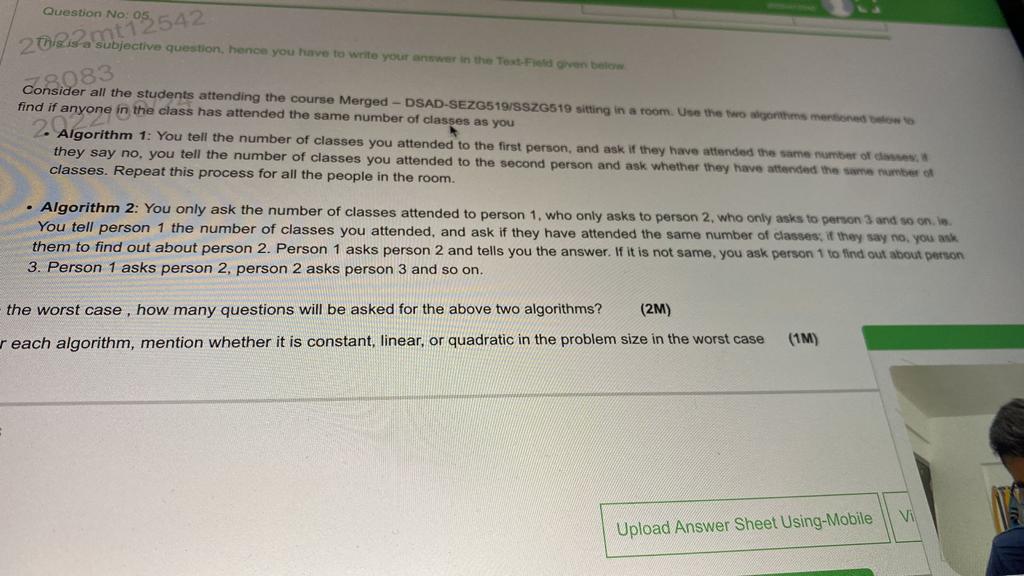 Question No: 05
2022mt12542
This is a subjective question, hence you have to write your answer in the Text-Field given below.
78083
Consider all the students attending the course Merged – DSAD-SEZG519/SSZG519 sitting in a room. Use the two algorithms mentioned below to
find if anyone in the class has attended the same number of classes as you
• Algorithm 1: You tell the number of classes you attended to the first person, and ask if they have attended the same number of classes; if
they say no, you tell the number of classes you attended to the second person and ask whether they have attended the same number of
classes. Repeat this process for all the people in the room.
• Algorithm 2: You only ask the number of classes attended to person 1, who only asks to person 2, who only asks to person 3 and so on. ie.
You tell person 1 the number of classes you attended, and ask if they have attended the same number of classes; if they say no, you ask
them to find out about person 2. Person 1 asks person 2 and tells you the answer. If it is not same, you ask person 1 to find out about person
3. Person 1 asks person 2, person 2 asks person 3 and so on.
the worst case , how many questions will be asked for the above two algorithms? (2M)
r each algorithm, mention whether it is constant, linear, or quadratic in the problem size in the worst case (1M)
Upload Answer Sheet Using-Mobile
Vi